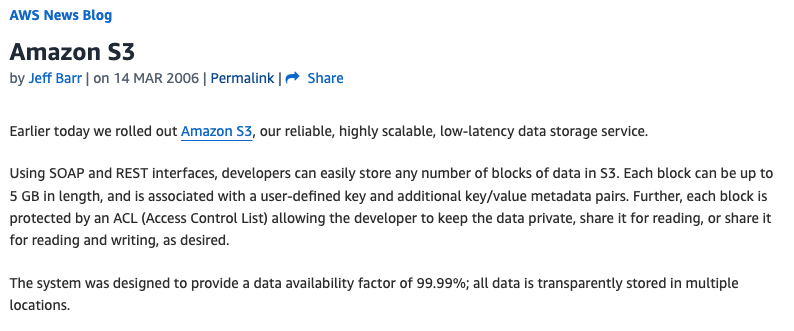 AWS News Blog
Amazon S3
by Jeff Barr | on 14 MAR 2006 | Permalink | Share
Earlier today we rolled out Amazon S3, our reliable, highly scalable, low-latency data storage service.
Using SOAP and REST interfaces, developers can easily store any number of blocks of data in S3. Each block can be up to
5 GB in length, and is associated with a user-defined key and additional key/value metadata pairs. Further, each block is
protected by an ACL (Access Control List) allowing the developer to keep the data private, share it for reading, or share it
for reading and writing, as desired.
The system was designed to provide a data availability factor of 99.99%; all data is transparently stored in multiple
locations.